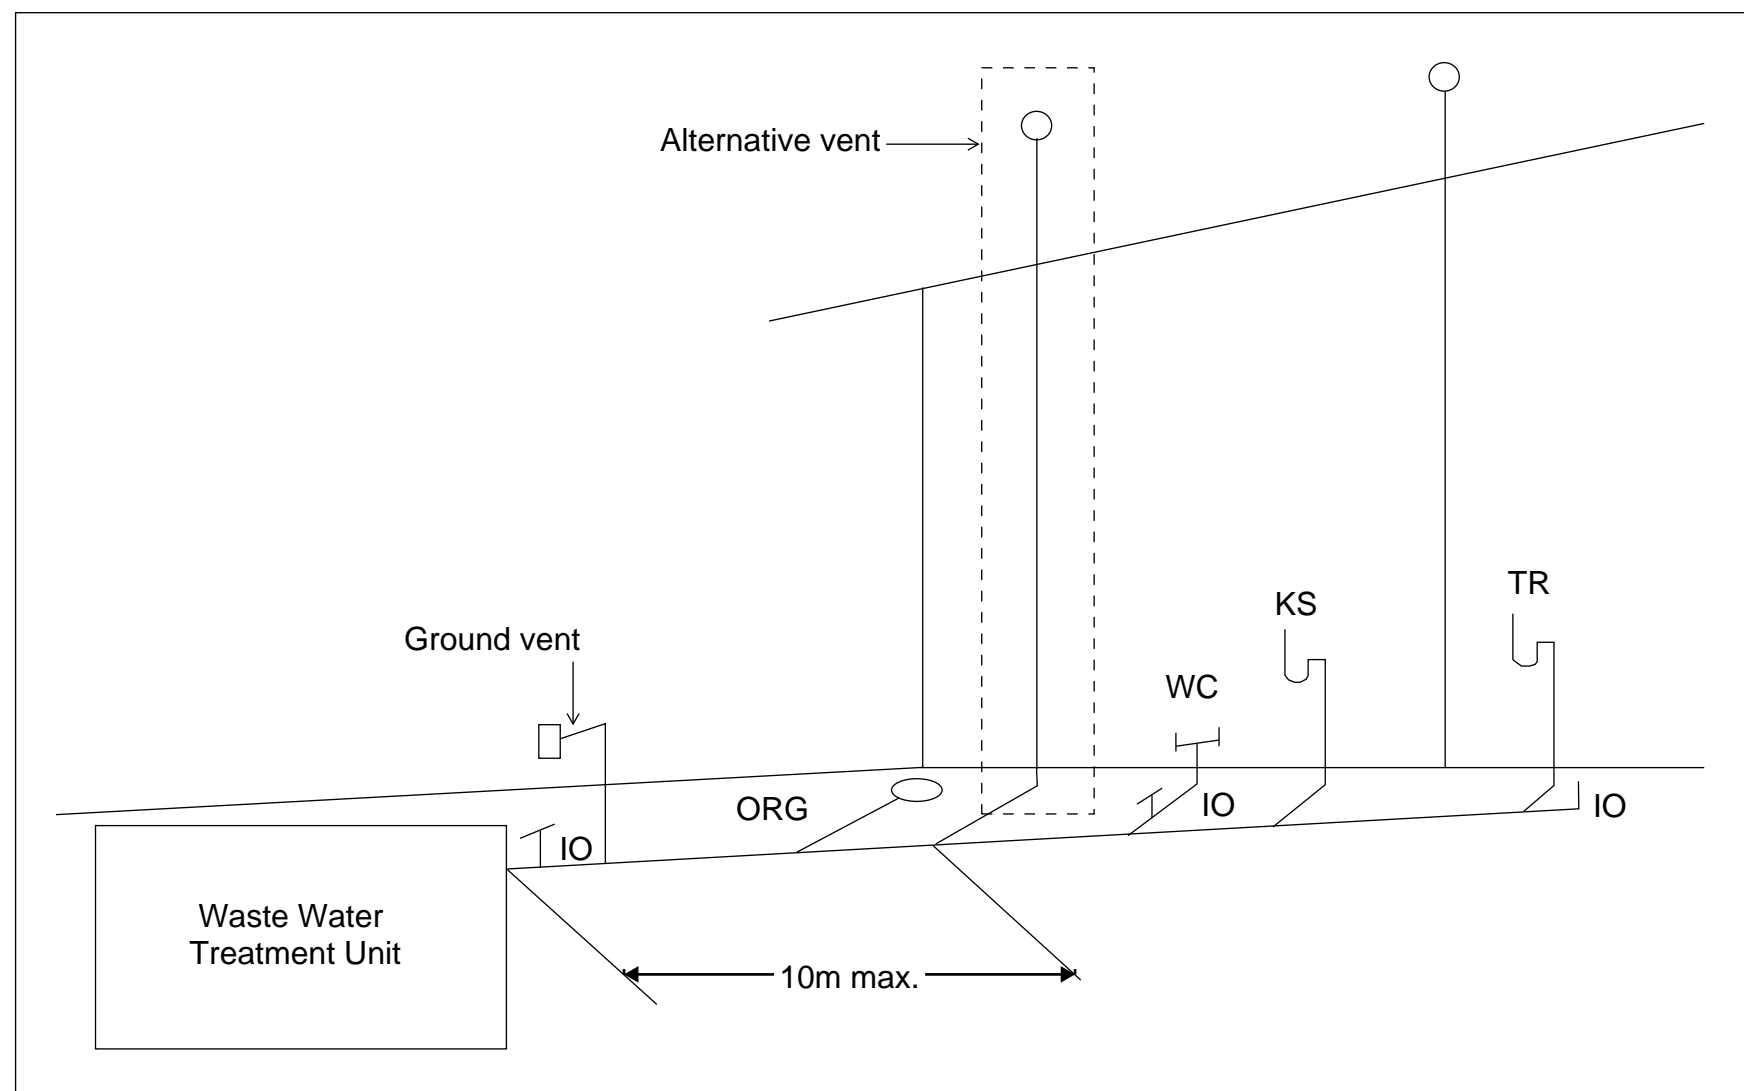 Alternative vent
TR
KS
Ground vent
WC
ORG
IO
IO
IO
Waste Water
Treatment Unit
10m max.